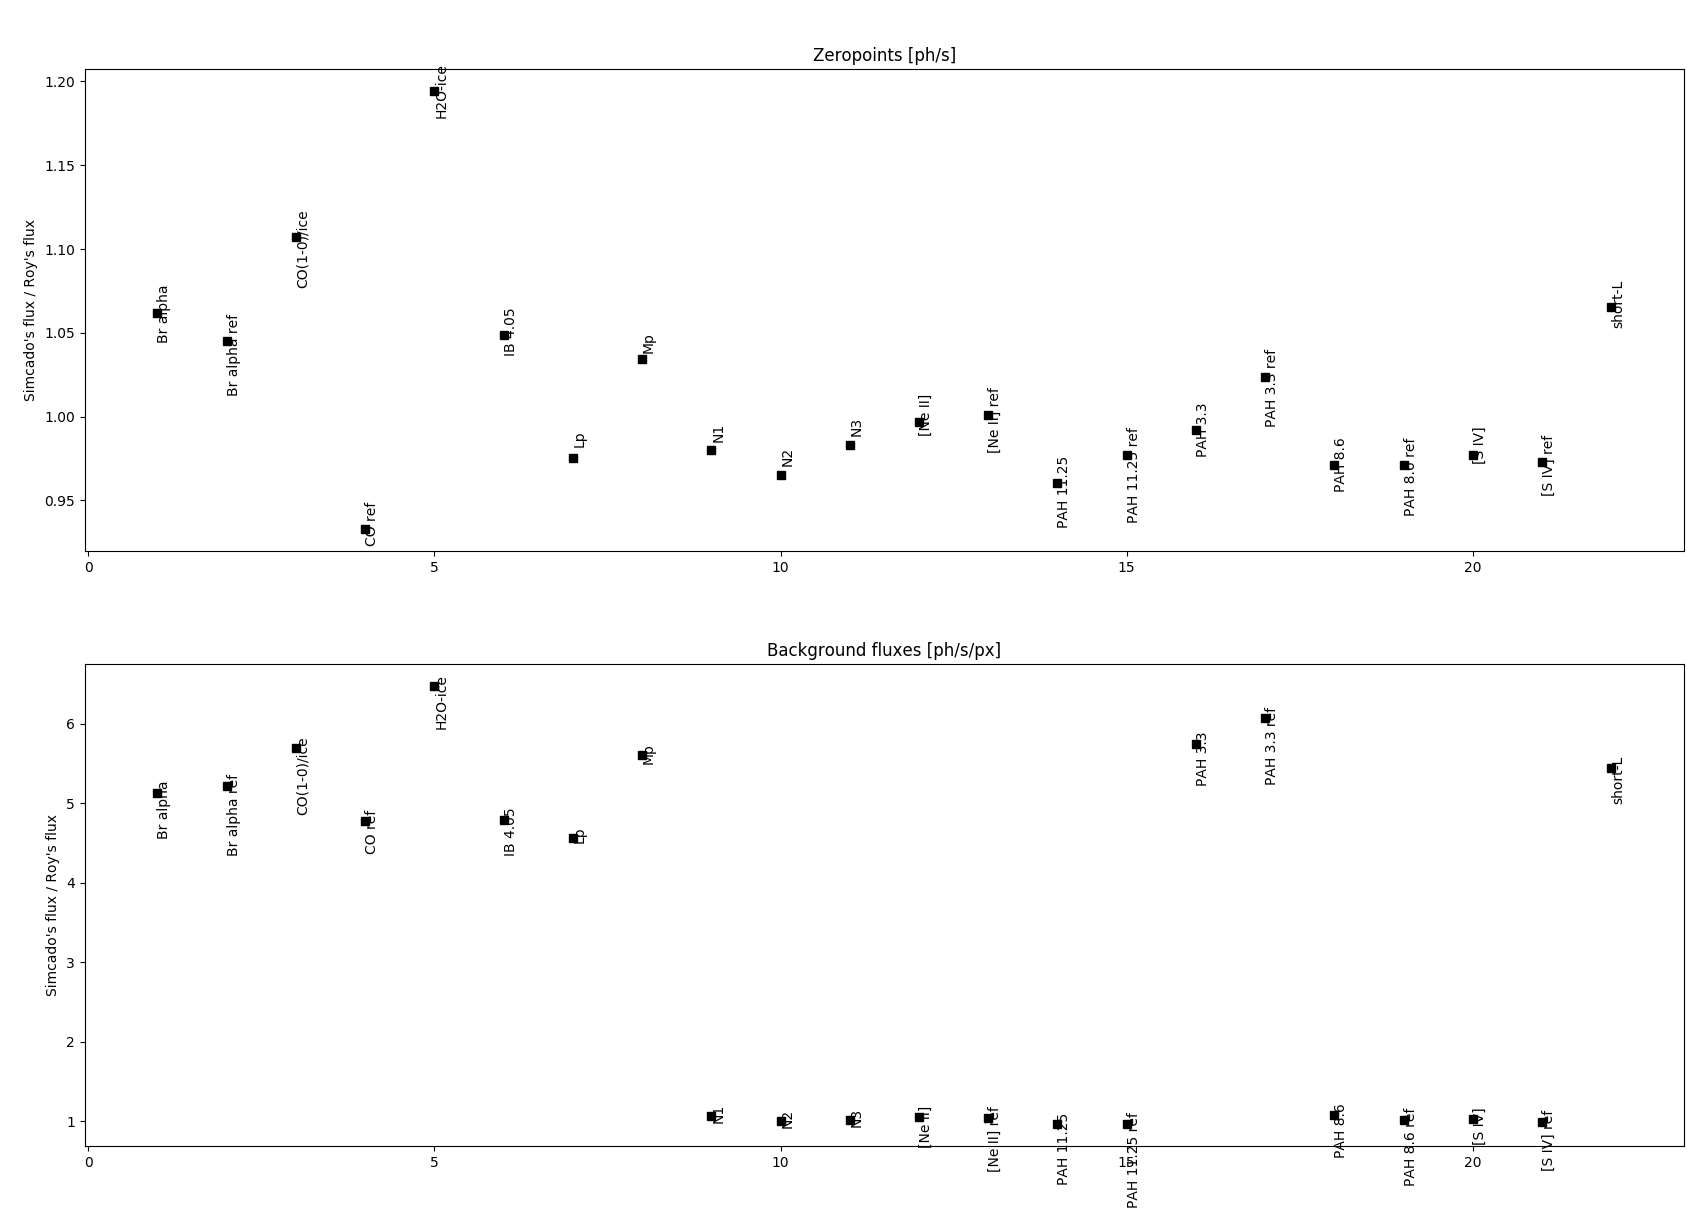 Zeropoints [ph/s]
Simcado's flux / Roy's flux
1.20
1.15
1.10
1.05
1.00
0.95
0
5
10
15
20
Br alpha
Br alpha ref
CO(1-0)/ice
CO ref
H2O-ice
IB 4.05
Lp
Mp
N1
N2
N3
[Ne II]
[Ne II] ref
PAH 11.25
PAH 11.25 ref
PAH 3.3
PAH 3.3 ref
PAH 8.6
PAH 8.6 ref
[S IV]
[S IV] ref
short-L
Background fluxes [ph/s/px]
Simcado's flux / Roy's flux
6
5
4
3
2
1
0
5
10
15
20
Br alpha
Br alpha ref
CO(1-0)/ice
CO ref
H2O-ice
IB 4.05
Lp
Mp
N1
N2
N3
[Ne II]
[Ne II] ref
PAH 11.25
PAH 11.25 ref
PAH 3.3
PAH 3.3 ref
PAH 8.6
PAH 8.6 ref
[S IV]
[S IV] ref
short-L